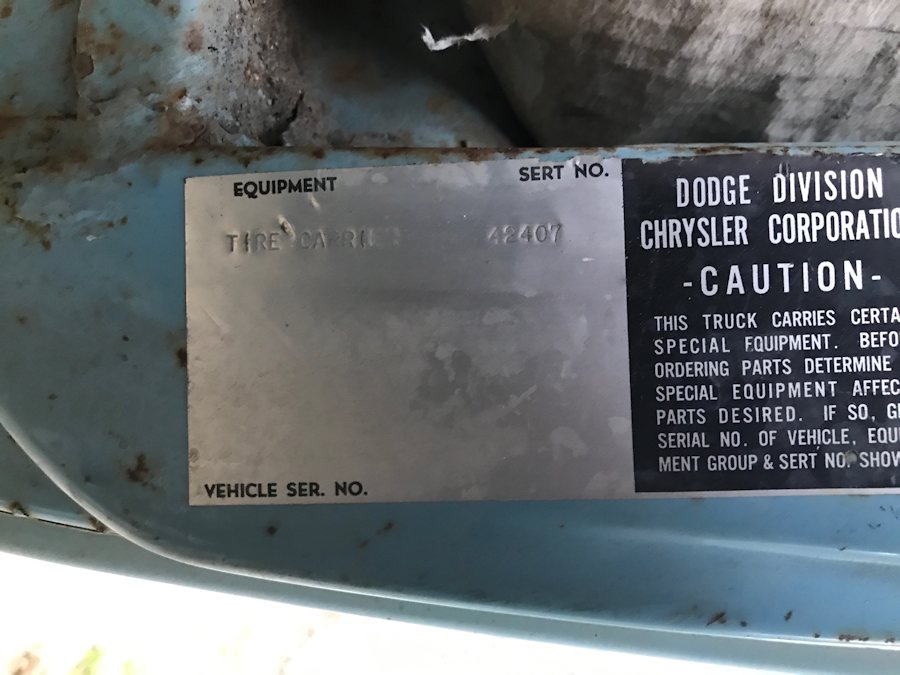 EQUIPMENT SERT NO.
TIRE CARRIER 42407
VEHICLE SER. NO.
DODGE DIVISION
CHRYSLER CORPORATIO
-CAUTION-
THIS TRUCK CARRIES CERTA
SPECIAL EQUIPMENT. BEFO
ORDERING PARTS DETERMINE
SPECIAL EQUIPMENT AFFEC
PARTS DESIRED. IF SO, GI
SERIAL NO. OF VEHICLE, EQUI
MENT GROUP & SERT NO. SHOW